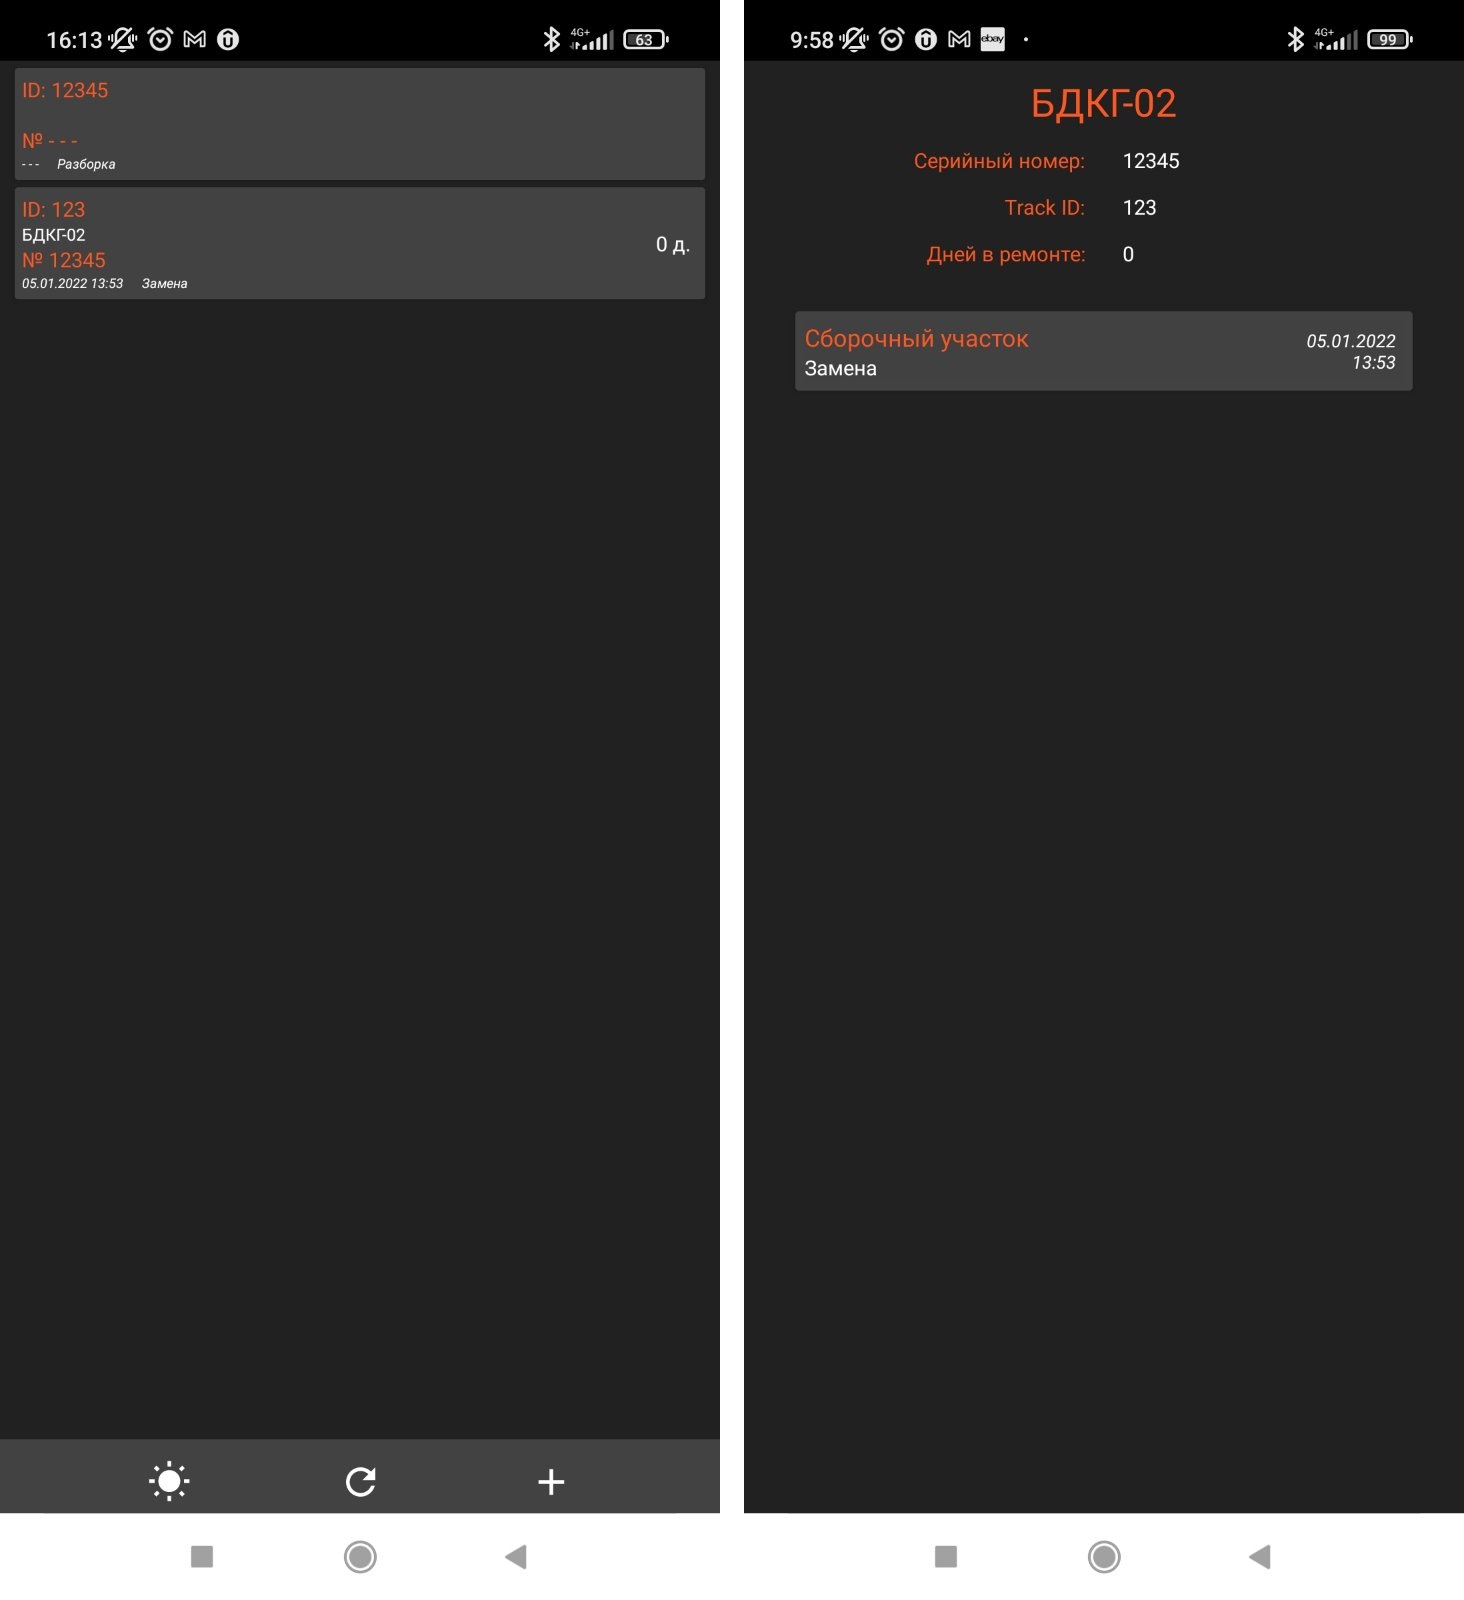 16:13
4G+
63
ID: 12345
№ - - -
- - - Разборка
ID: 123
БДКГ-02
0 д.
№ 12345
05.01.2022 13:53 Замена
9:58
ebay
4G+
99
БДКГ-02
Серийный номер: 12345
Track ID: 123
Дней в ремонте: 0
Сборочный участок
05.01.2022
Замена
13:53